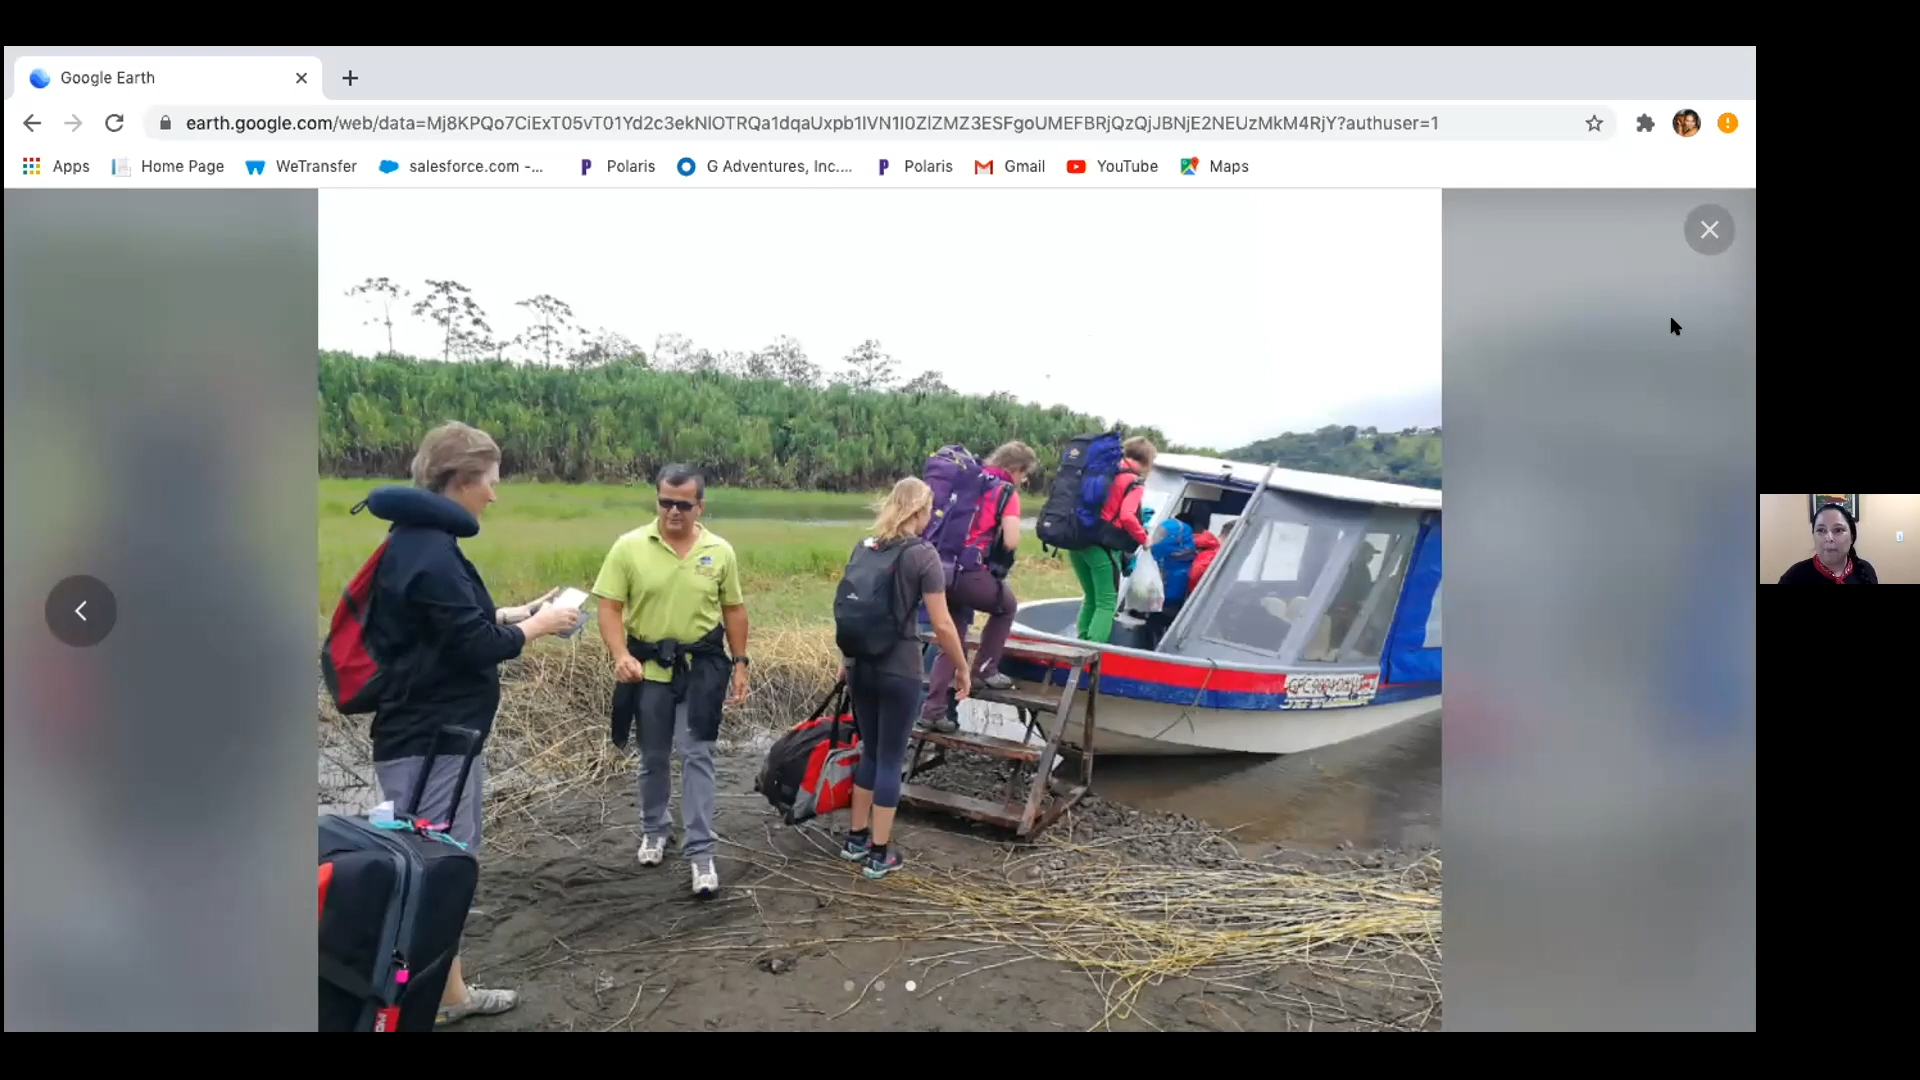 Google Earth
earth.google.com/web/data=Mj8KPQo7CiExT05vT01Yd2c3ekNlOTRQa1dqaUxpb1lVN1I0ZlZMZ3ESFgoUMEFBRjQzQjJBNjE2NEUzMkM4RjY?authuser=1
Apps Home Page WeTransfer salesforce.com -... Polaris G Adventures, Inc.... Polaris Gmail YouTube Maps